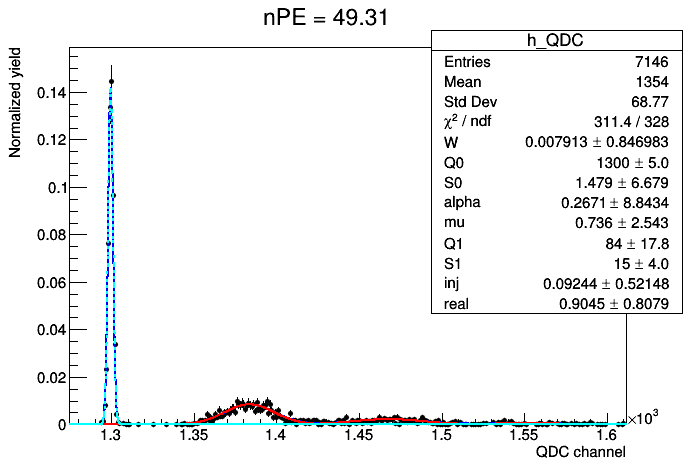 nPE = 49.31
h_QDC
Entries 7146
Mean 1354
Std Dev 68.77
χ² / ndf 311.4 / 328
W 0.007913 ± 0.846983
Q0 1300 ± 5.0
S0 1.479 ± 6.679
alpha 0.2671 ± 8.8434
mu 0.736 ± 2.543
Q1 84 ± 17.8
S1 15 ± 4.0
inj 0.09244 ± 0.52148
real 0.9045 ± 0.8079
Normalized yield
0.14
0.12
0.1
0.08
0.06
0.04
0.02
0
1.3 1.35 1.4 1.45 1.5 1.55 1.6
×10³
QDC channel